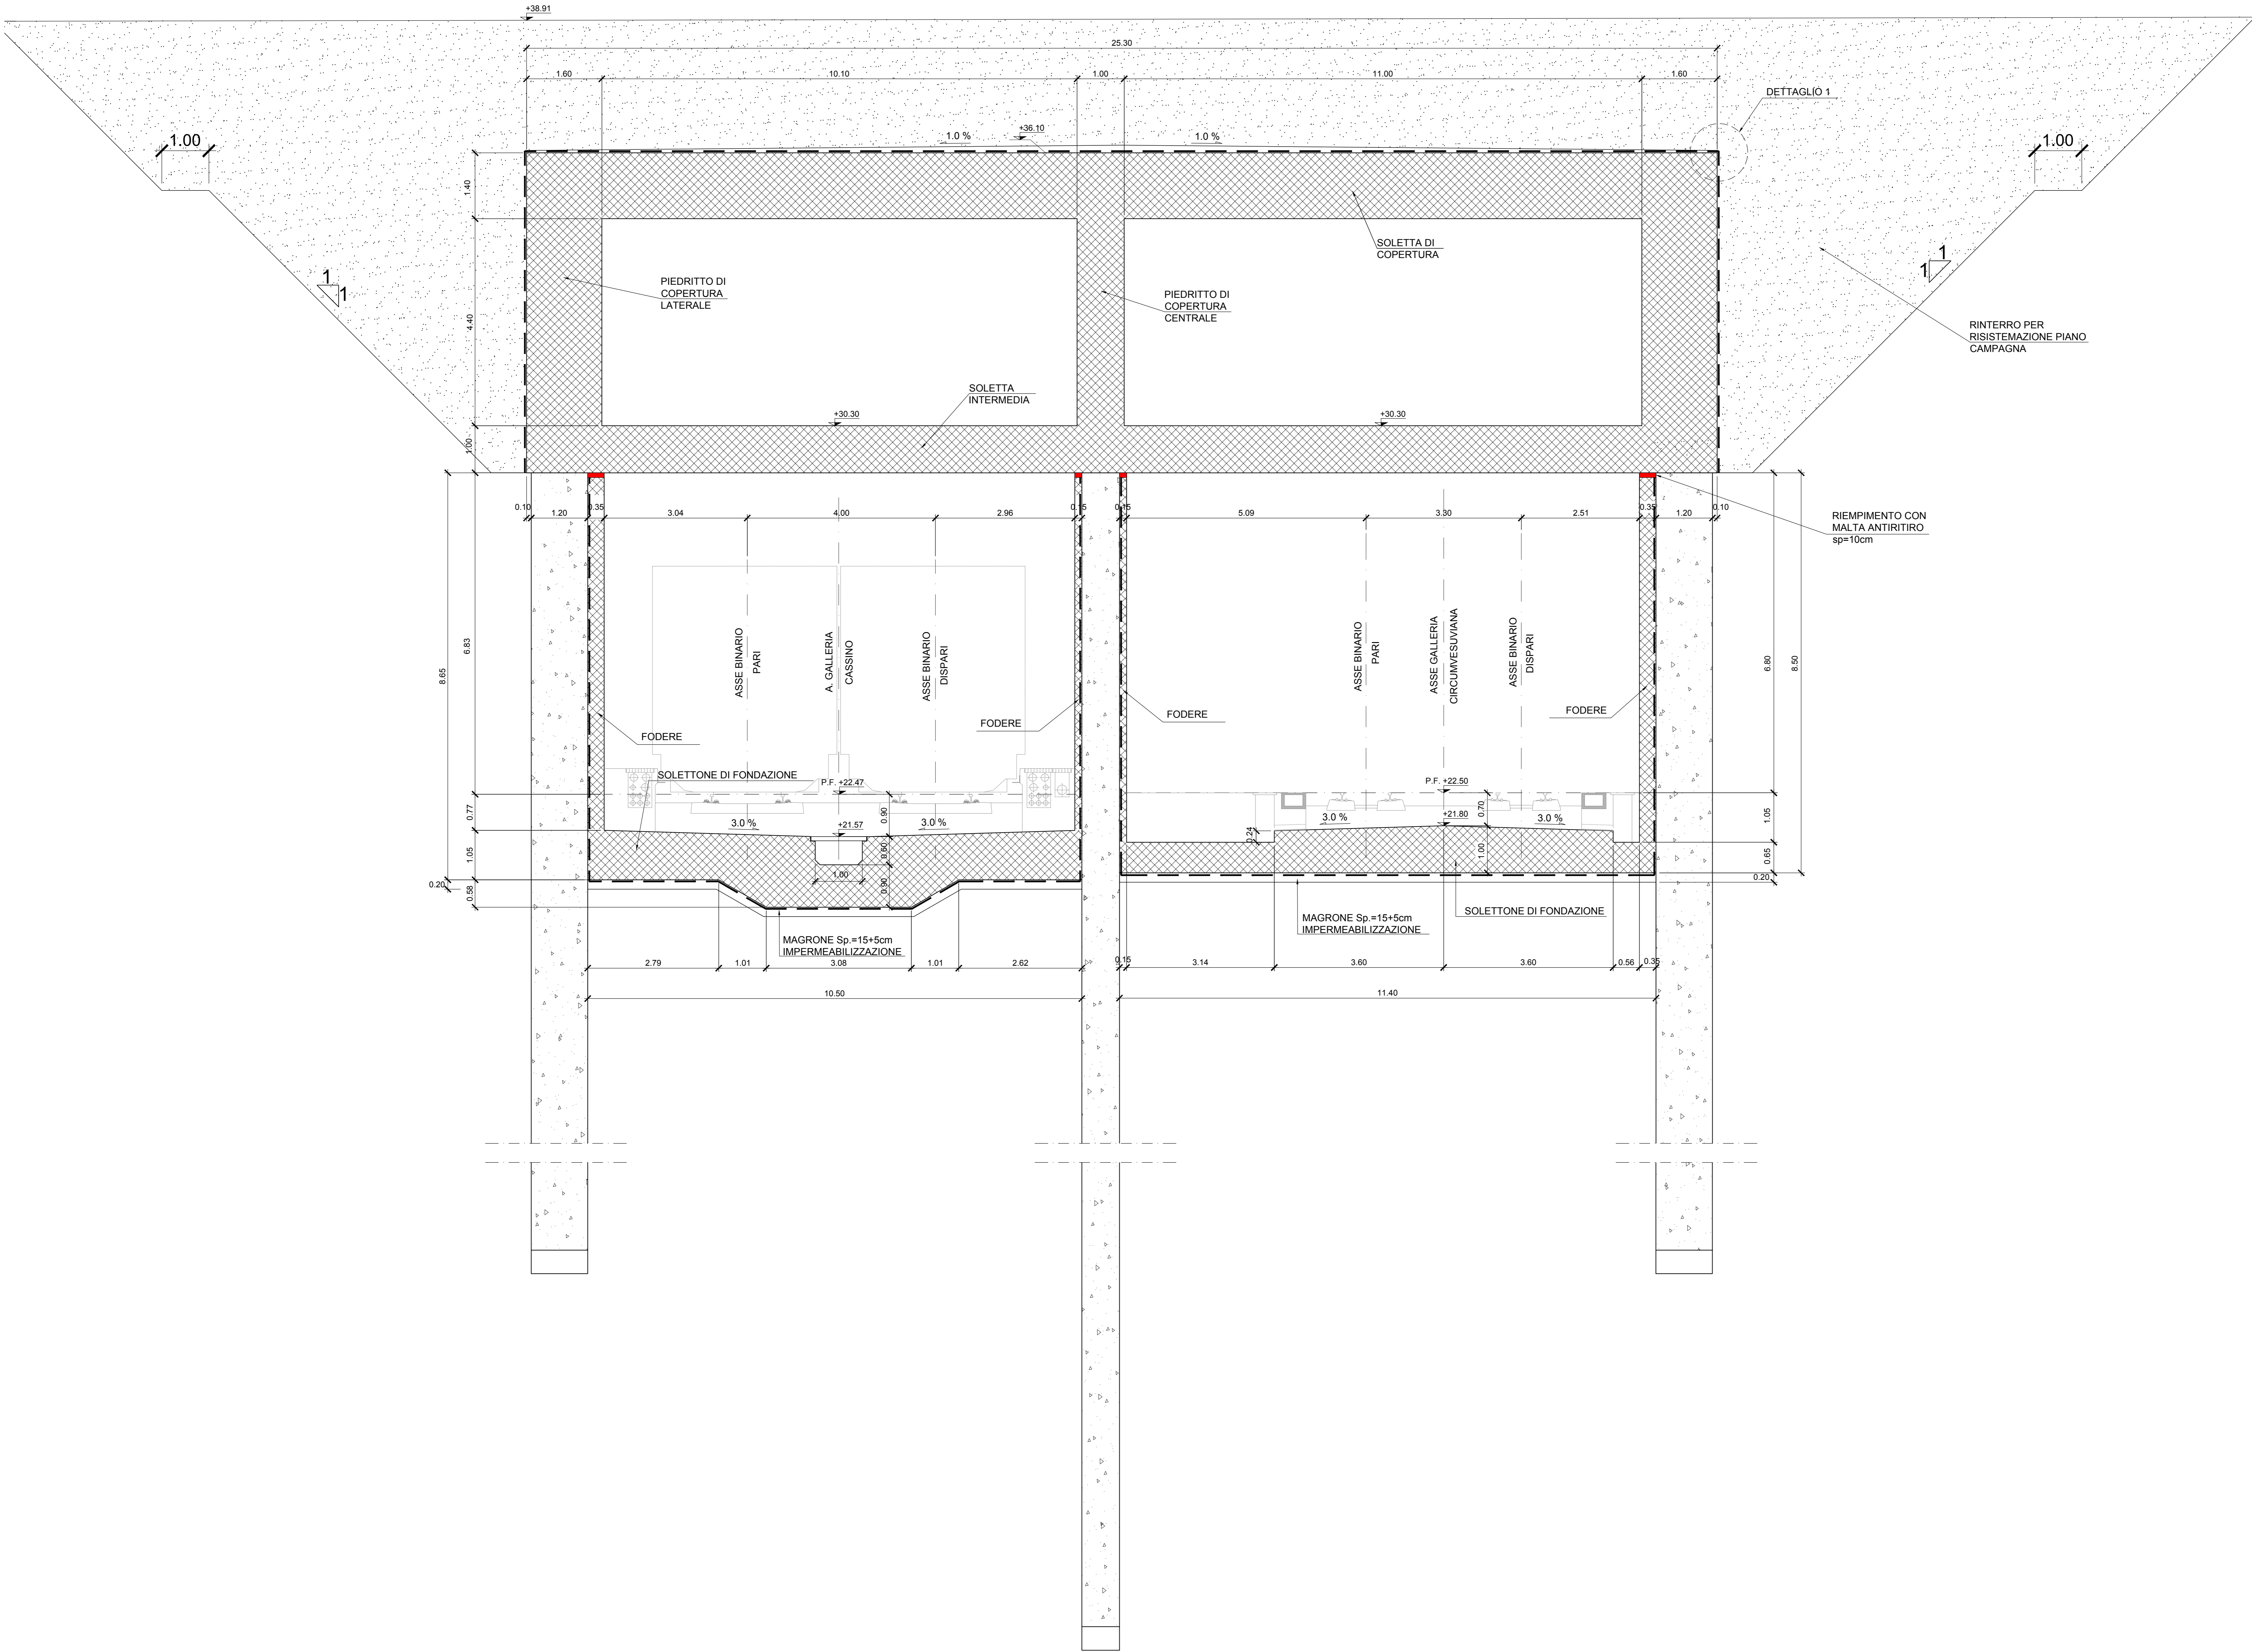 +38.91
25.30
1.60
10.10
1.00
11.00
1.60
DETTAGLIO 1
1.00
1.00
+36.10
1.0 %
1.0 %
1.40
SOLETTA DI
COPERTURA
PIEDRITTO DI
COPERTURA
LATERALE
PIEDRITTO DI
COPERTURA
CENTRALE
1
1
1
1
4.40
RINTERRO PER
RISISTEMAZIONE PIANO
CAMPAGNA
SOLETTA
INTERMEDIA
+30.30
+30.30
1.00
0.10
1.20
0.35
3.04
4.00
2.96
0.15
0.15
5.09
3.30
2.51
0.35
1.20
0.10
RIEMPIMENTO CON
MALTA ANTIRITIRO
sp=10cm
8.65
6.83
ASSE BINARIO
PARI
A. GALLERIA
CASSINO
ASSE BINARIO
DISPARI
ASSE BINARIO
PARI
ASSE GALLERIA
CIRCUMVESUVIANA
ASSE BINARIO
DISPARI
6.80
8.50
FODERE
FODERE
FODERE
FODERE
SOLETTONE DI FONDAZIONE
P.F. +22.47
P.F. +22.50
0.77
3.0 %
+21.57
3.0 %
0.90
0.24
3.0 %
+21.80
3.0 %
0.70
1.05
1.05
0.60
1.00
0.65
0.20
0.58
1.00
0.90
0.20
MAGRONE Sp.=15+5cm
IMPERMEABILIZZAZIONE
MAGRONE Sp.=15+5cm
IMPERMEABILIZZAZIONE
SOLETTONE DI FONDAZIONE
2.79
1.01
3.08
1.01
2.62
0.15
3.14
3.60
3.60
0.56
0.35
10.50
11.40